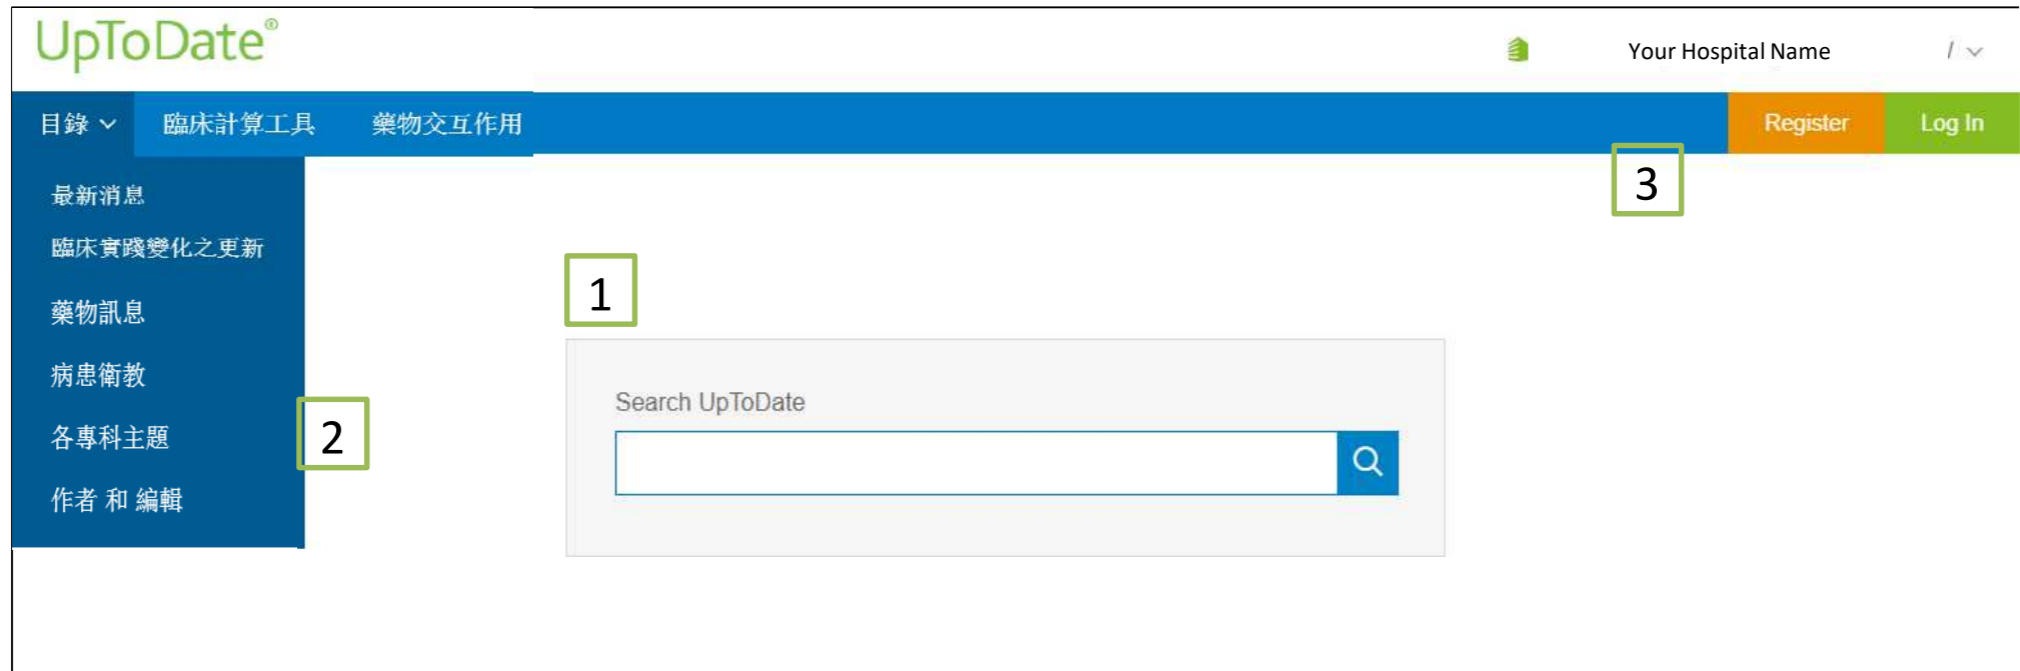 UpToDate®
Your Hospital Name /
目錄 臨床計算工具 藥物交互作用 Register Log In
3
最新消息
臨床實踐變化之更新
1
藥物訊息
病患衛教
Search UpToDate
各專科主題
2
作者 和 編輯